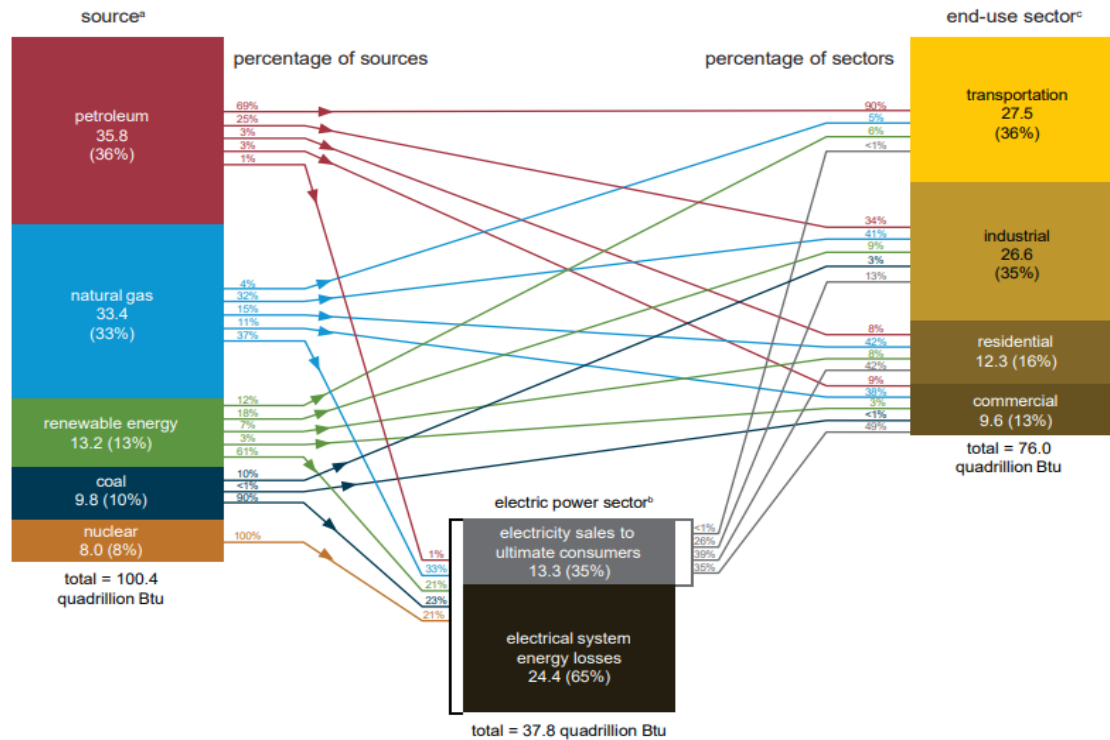 sourceᵃ
end-use sectorᶜ
percentage of sources
percentage of sectors
petroleum
35.8
(36%)
69%
25%
3%
3%
1%
natural gas
33.4
(33%)
4%
32%
15%
11%
37%
renewable energy
13.2 (13%)
12%
18%
7%
3%
61%
coal
9.8 (10%)
10%
<1%
90%
nuclear
8.0 (8%)
100%
total = 100.4
quadrillion Btu
electric power sectorᵇ
1%
33%
21%
23%
21%
electricity sales to
ultimate consumers
13.3 (35%)
<1%
26%
39%
35%
electrical system
energy losses
24.4 (65%)
total = 37.8 quadrillion Btu
90%
5%
6%
<1%
transportation
27.5
(36%)
34%
41%
9%
3%
13%
industrial
26.6
(35%)
8%
42%
8%
42%
residential
12.3 (16%)
9%
38%
3%
<1%
49%
commercial
9.6 (13%)
total = 76.0
quadrillion Btu